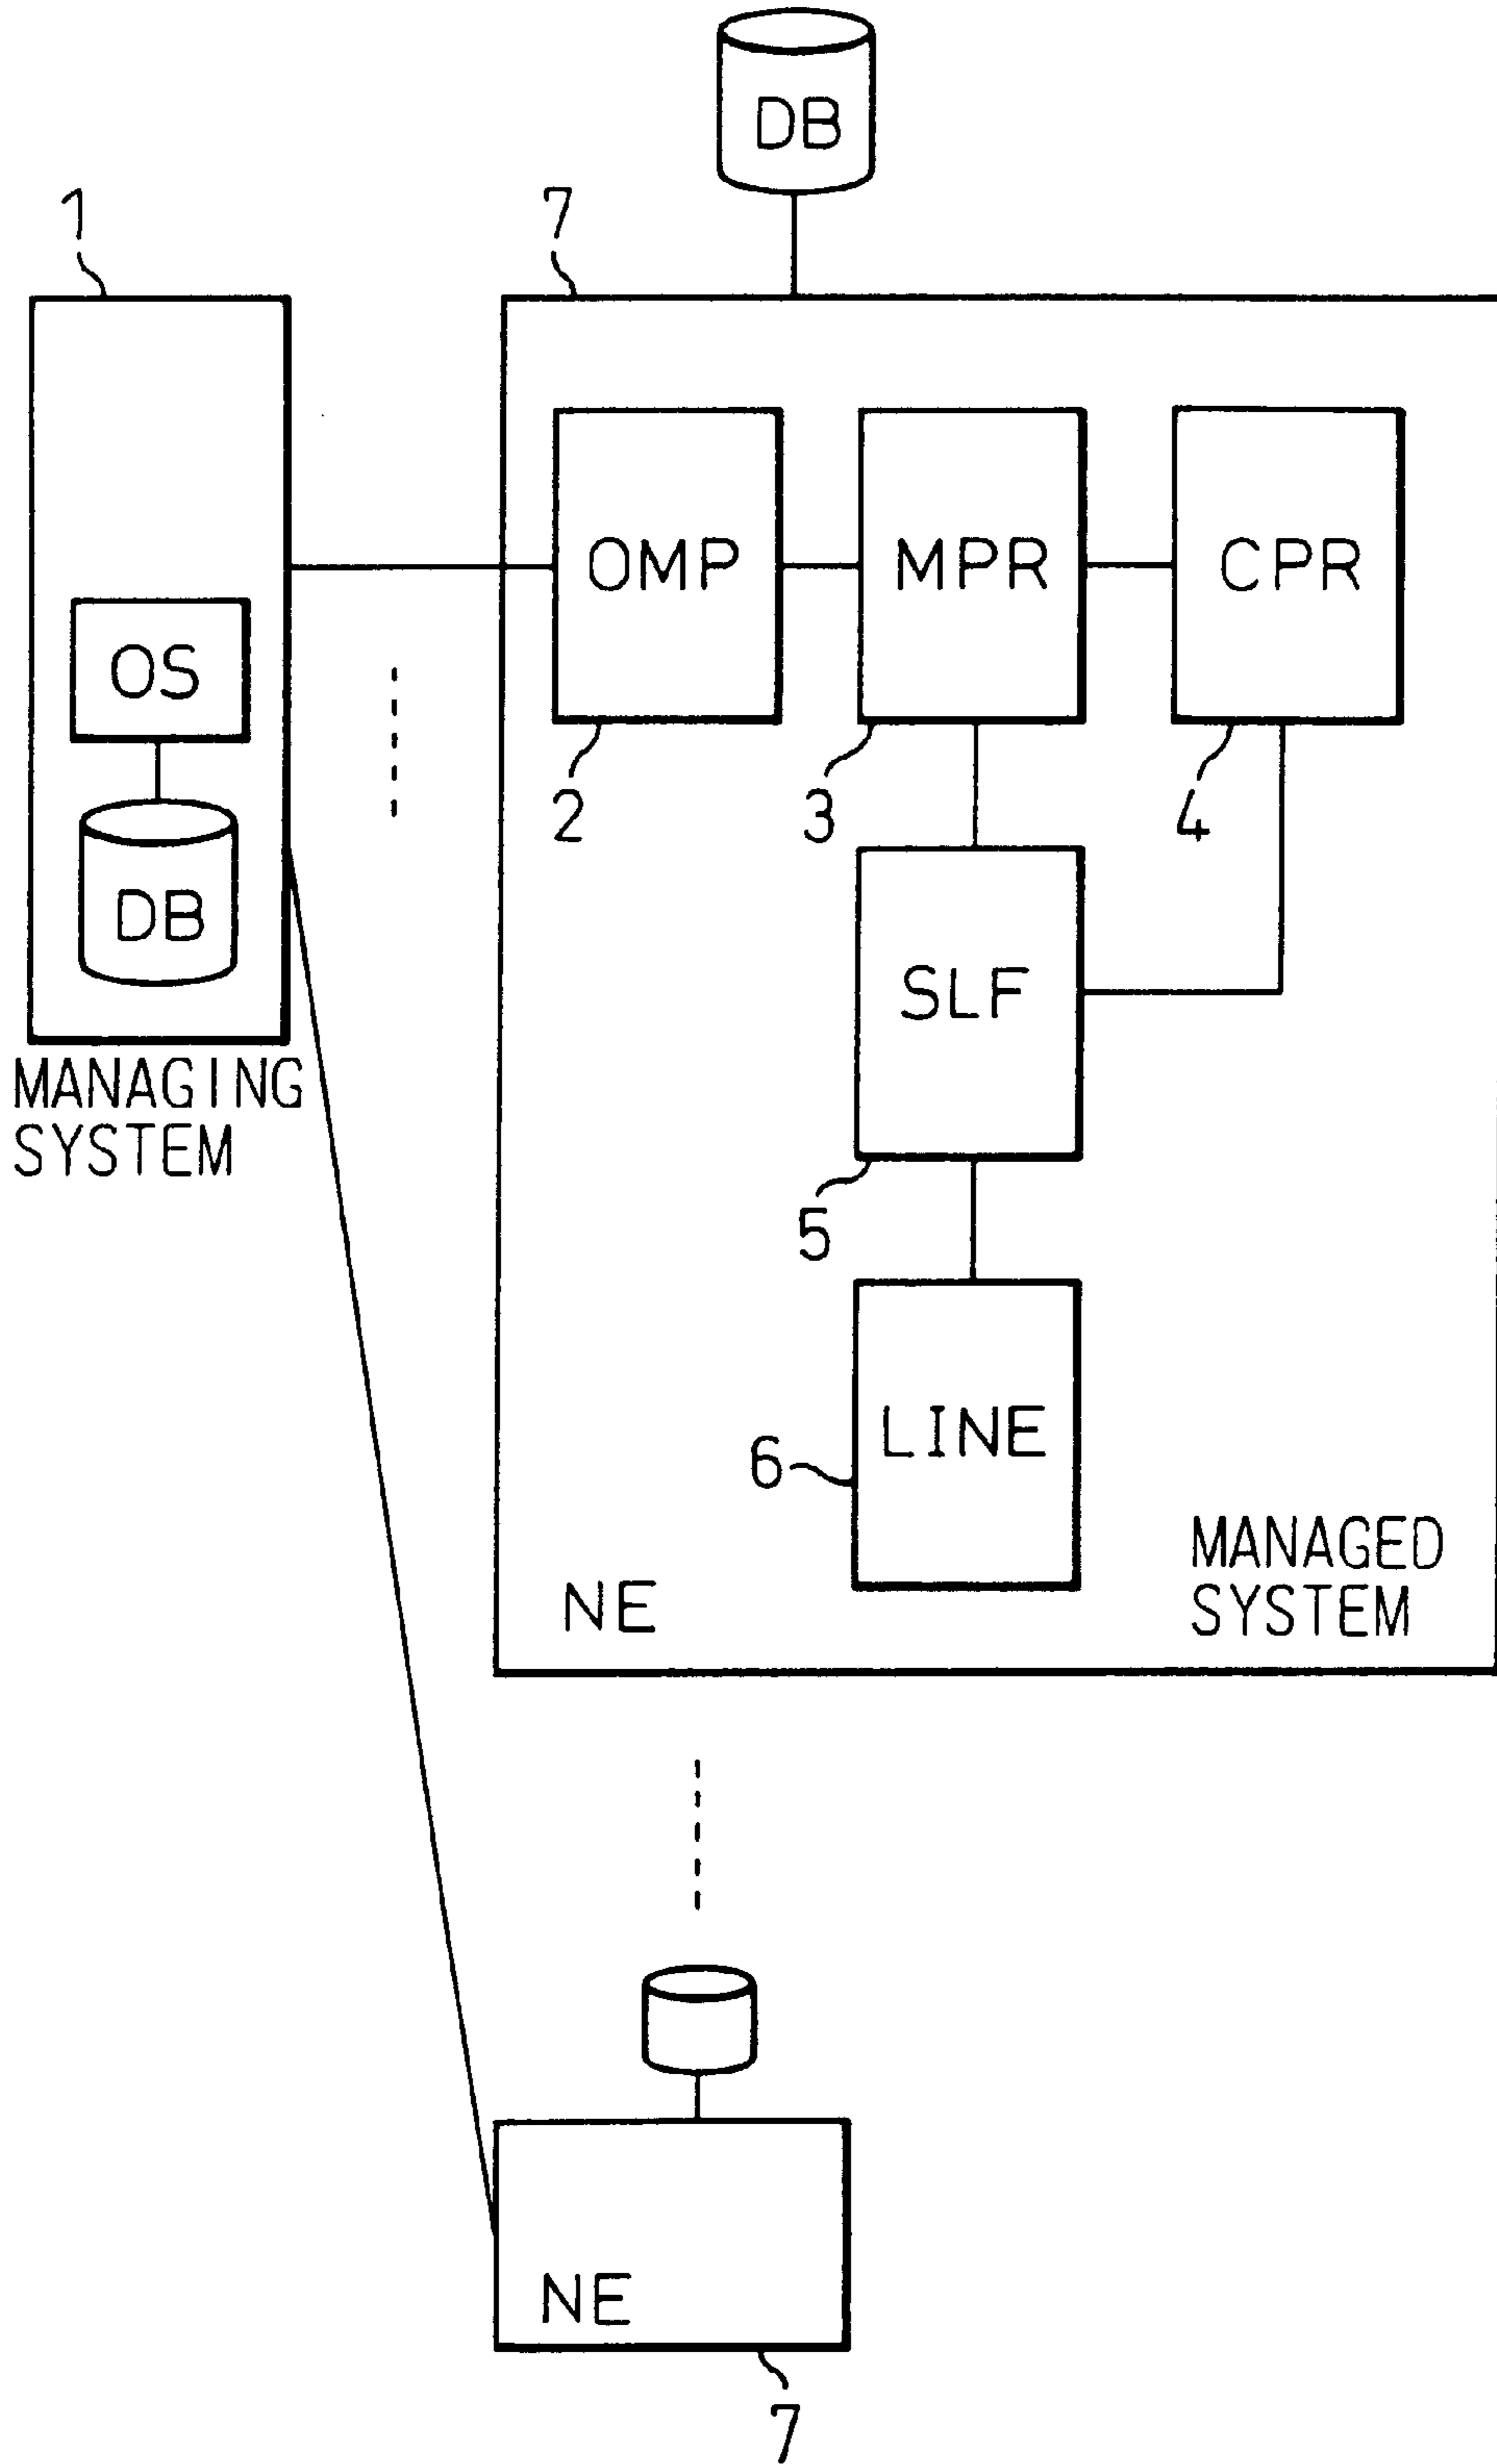 DB
1
7
OMP
MPR
CPR
OS
2
3
4
DB
SLF
MANAGING
SYSTEM
5
LINE
6
MANAGED
SYSTEM
NE
NE
7